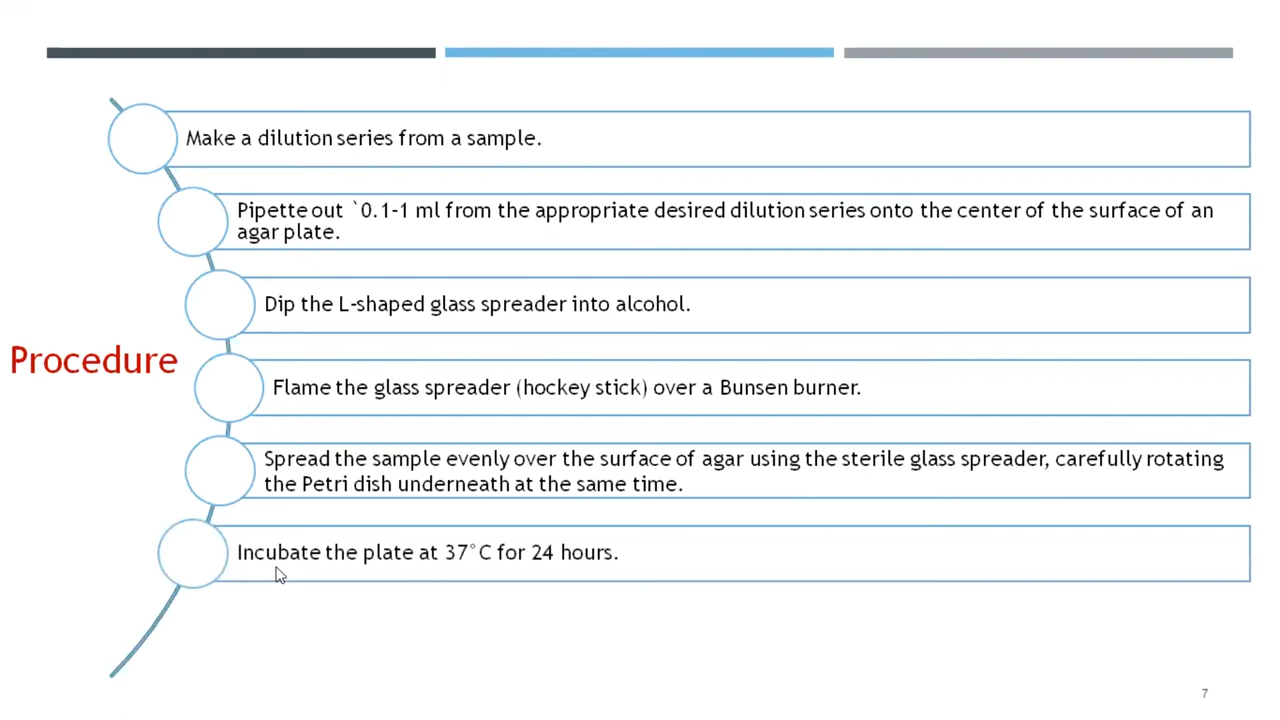 Make a dilution series from a sample.
Pipette out `0.1-1 ml from the appropriate desired dilution series onto the center of the surface of an
agar plate.
Dip the L-shaped glass spreader into alcohol.
Procedure
Flame the glass spreader (hockey stick) over a Bunsen burner.
Spread the sample evenly over the surface of agar using the sterile glass spreader, carefully rotating
the Petri dish underneath at the same time.
Incubate the plate at 37°C for 24 hours.
7